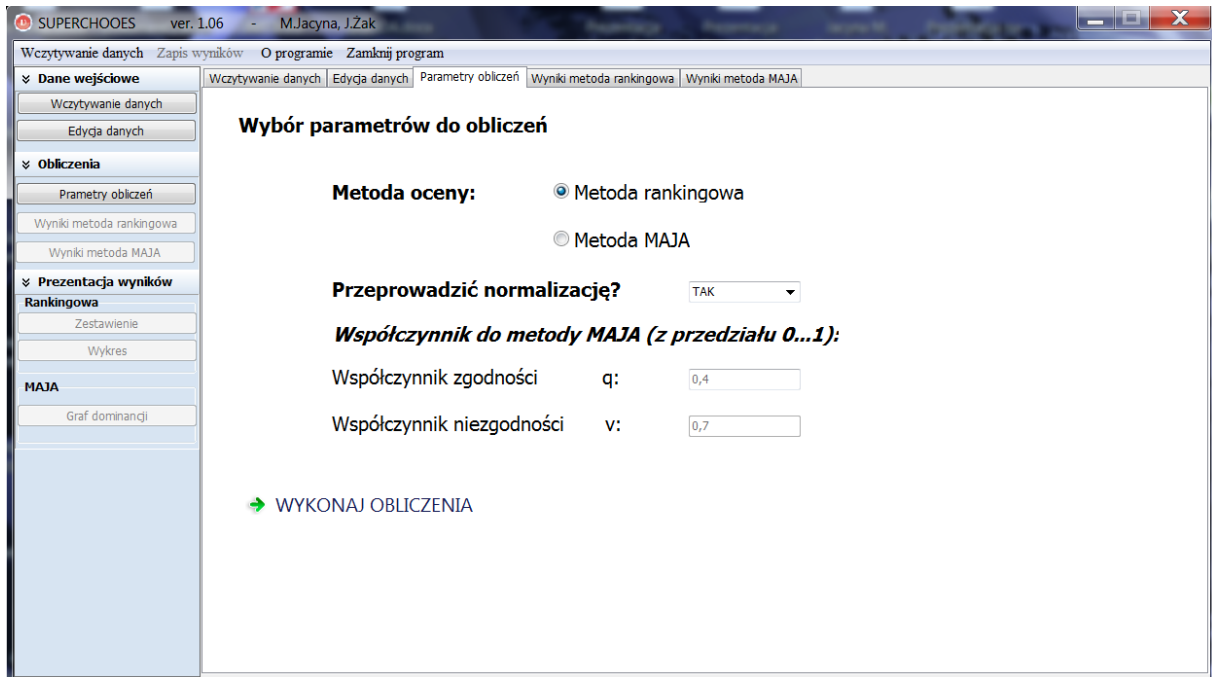 SUPERCHOOES ver. 1.06 - M.Jacyna, J.Żak
Wczytywanie danych Zapis wyników O programie Zamknij program
Dane wejściowe
Wczytywanie danych
Edycja danych
Obliczenia
Prametry obliczeń
Wyniki metoda rankingowa
Wyniki metoda MAJA
Prezentacja wyników
Rankingowa
Zestawienie
Wykres
MAJA
Graf dominancji
Wczytywanie danych Edycja danych Parametry obliczeń Wyniki metoda rankingowa Wyniki metoda MAJA
Wybór parametrów do obliczeń
Metoda oceny: Metoda rankingowa
Metoda MAJA
Przeprowadzić normalizację? TAK
Współczynnik do metody MAJA (z przedziału 0...1):
Współczynnik zgodności q: 0,4
Współczynnik niezgodności v: 0,7
WYKONAJ OBLICZENIA